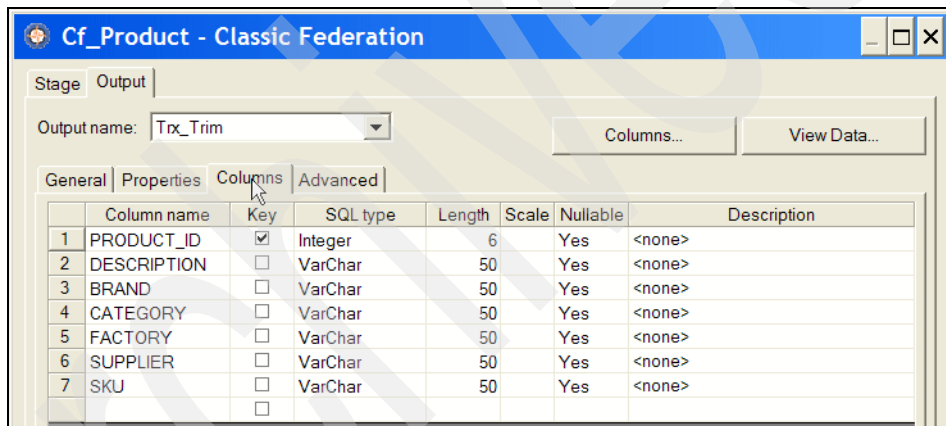 Cf_Product - Classic Federation
Stage Output
Output name: Trx_Trim Columns... View Data...
General Properties Columns Advanced
Column name Key SQL type Length Scale Nullable Description
1 PRODUCT_ID Integer 6 Yes <none>
2 DESCRIPTION VarChar 50 Yes <none>
3 BRAND VarChar 50 Yes <none>
4 CATEGORY VarChar 50 Yes <none>
5 FACTORY VarChar 50 Yes <none>
6 SUPPLIER VarChar 50 Yes <none>
7 SKU VarChar 50 Yes <none>